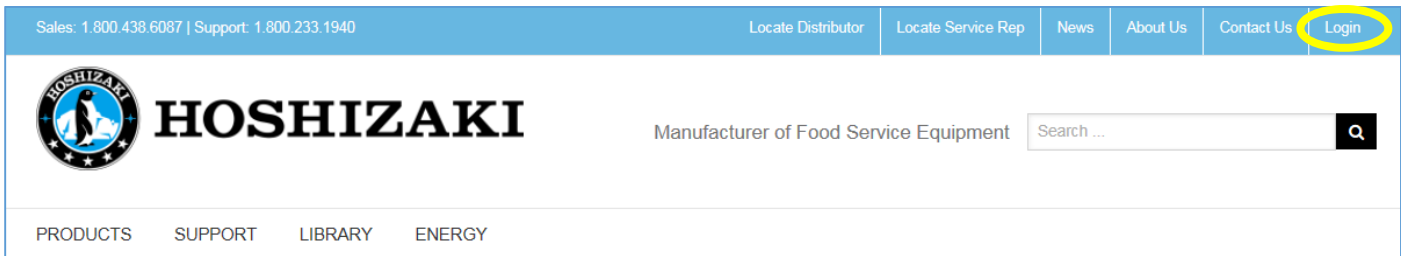 Sales: 1.800.438.6087 | Support: 1.800.233.1940 Locate Distributor Locate Service Rep News About Us Contact Us Login
HOSHIZAKI
HOSHIZAKI
Manufacturer of Food Service Equipment Search ...
PRODUCTS SUPPORT LIBRARY ENERGY